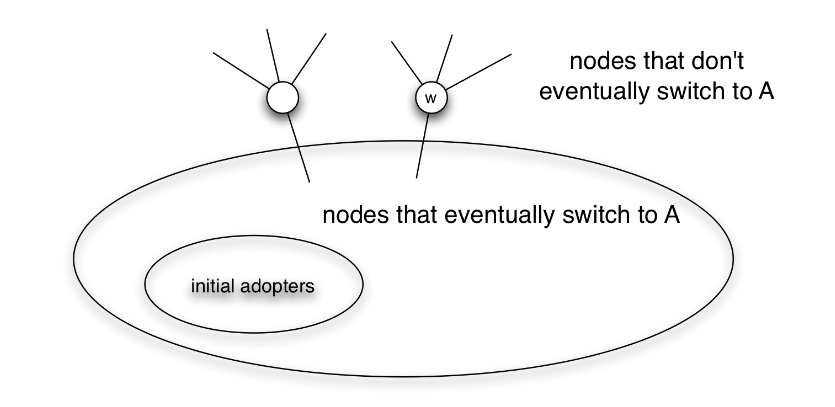 nodes that don't
eventually switch to A
w
nodes that eventually switch to A
initial adopters